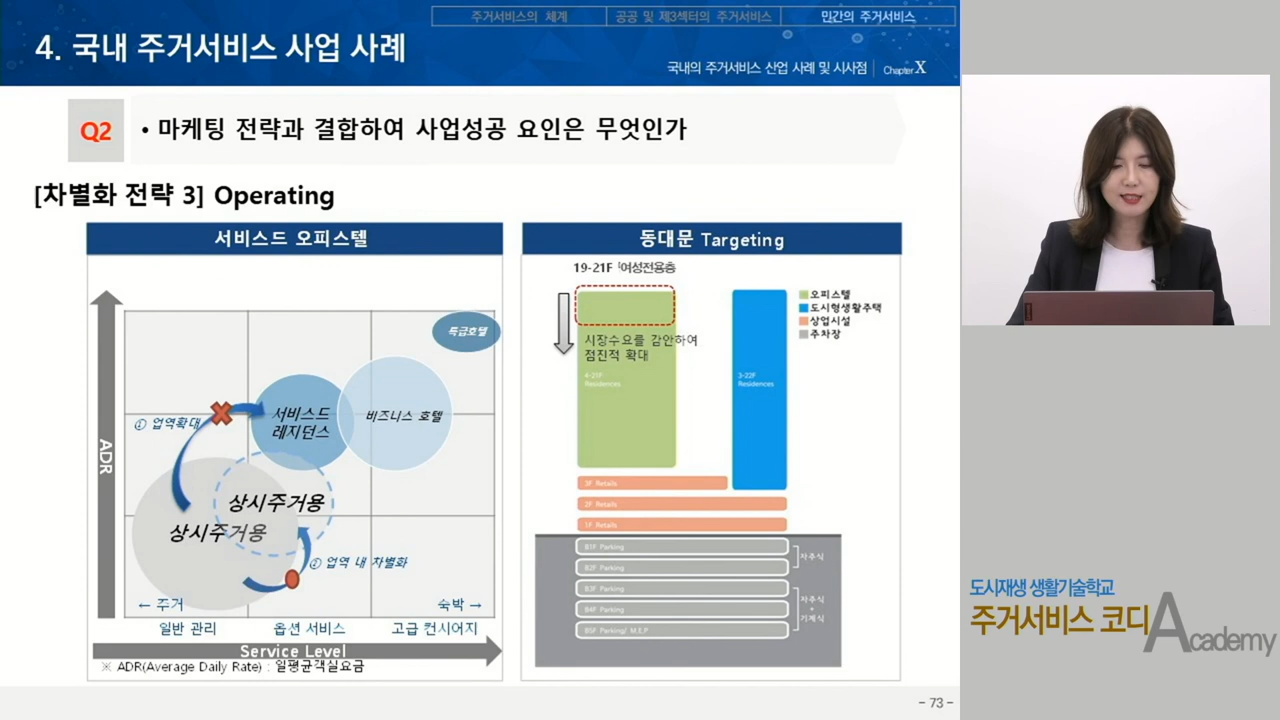 주거서비스의 체계
공공 및 제3섹터의 주거서비스
민간의 주거서비스
4. 국내 주거서비스 사업 사례
국내의 주거서비스 산업 사례 및 시사점
Chapter X
Q2
• 마케팅 전략과 결합하여 사업성공 요인은 무엇인가
[차별화 전략 3] Operating
서비스드 오피스텔
ADR
특급호텔
서비스드
레지던스
비즈니스 호텔
① 업역확대
상시주거용
상시주거용
② 업역 내 차별화
← 주거
숙박 →
일반 관리
옵션 서비스
고급 컨시어지
Service Level
※ ADR(Average Daily Rate) : 일평균객실요금
동대문 Targeting
19-21F 「여성전용층
시장수요를 감안하여
점진적 확대
4-21F
Residences
3-22F
Residences
오피스텔
도시형생활주택
상업시설
주차장
3F Retails
2F Retails
1F Retails
B1F Parking
B2F Parking
B3F Parking
B4F Parking
B5F Parking/ M.E.P
자주식
자주식
+
기계식
- 73 -
도시재생 생활기술학교
주거서비스 코디
Academy